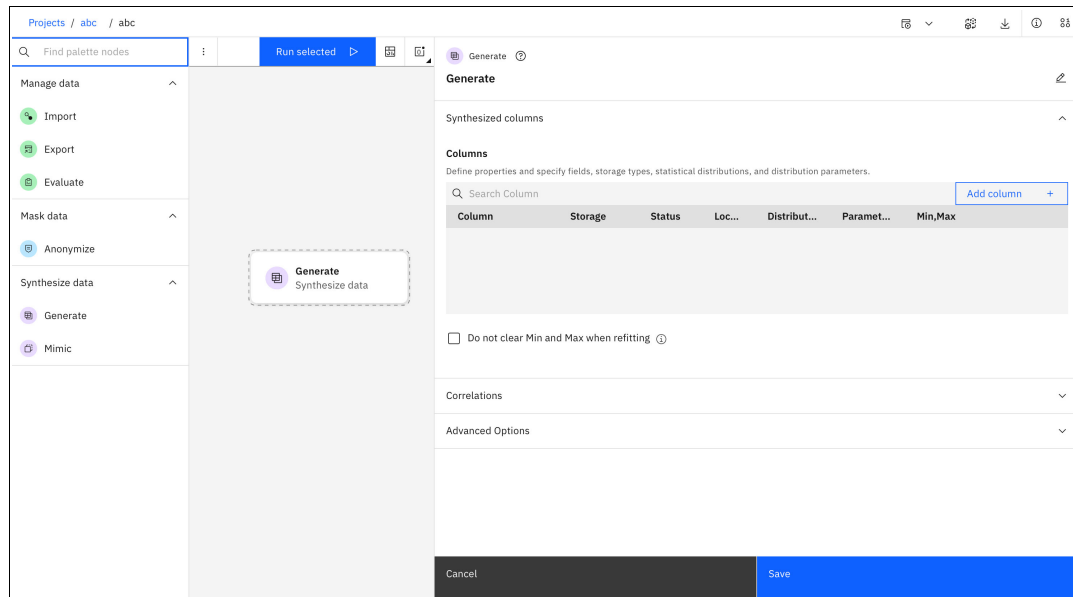 Projects / abc / abc
Find palette nodes
Run selected
Generate
Generate
Manage data
Import
Export
Evaluate
Mask data
Anonymize
Synthesize data
Generate
Mimic
Generate
Synthesize data
Synthesized columns
Columns
Define properties and specify fields, storage types, statistical distributions, and distribution parameters.
Search Column
Add column +
Column Storage Status Loc... Distribut... Paramet... Min,Max
Do not clear Min and Max when refitting
Correlations
Advanced Options
Cancel
Save